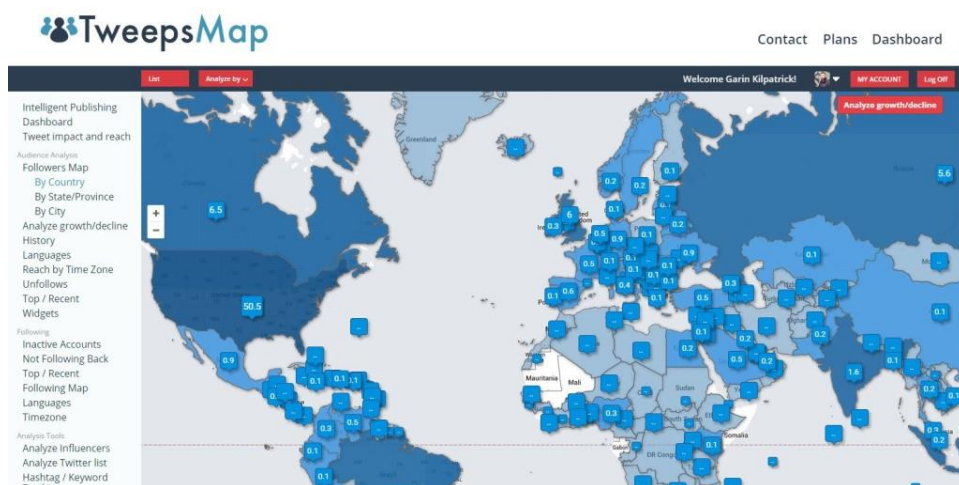 TweepsMap
Contact Plans Dashboard
List Analyze by Welcome Garin Kilpatrick! MY ACCOUNT Log Off
Analyze growth/decline
Intelligent Publishing
Dashboard
Tweet impact and reach
Audience Analysis
Followers Map
By Country
By State/Province
By City
Analyze growth/decline
History
Languages
Reach by Time Zone
Unfollows
Top / Recent
Widgets
Following
Inactive Accounts
Not Following Back
Top / Recent
Following Map
Languages
Timezone
Analysis Tools
Analyze Influencers
Analyze Twitter list
Hashtag / Keyword
+
−
Greenland
6.5
50.5
0.9
0.1
0.1
0.3
0.5
0.1
0.1
0.2
0.2
0.1
0.1
6
0.3
0.2
0.5
0.9
0.1
0.5
0.1
0.9
0.6
0.1
0.4
0.1
0.1
0.5
0.3
0.1
5.6
0.1
0.2
0.1
0.2
0.2
0.5
0.2
1.6
0.1
0.2
0.1
0.2
Mauritania
Mali
Sudan
0.3
Somalia
Gabon
DR Congo
0.1
Brazil